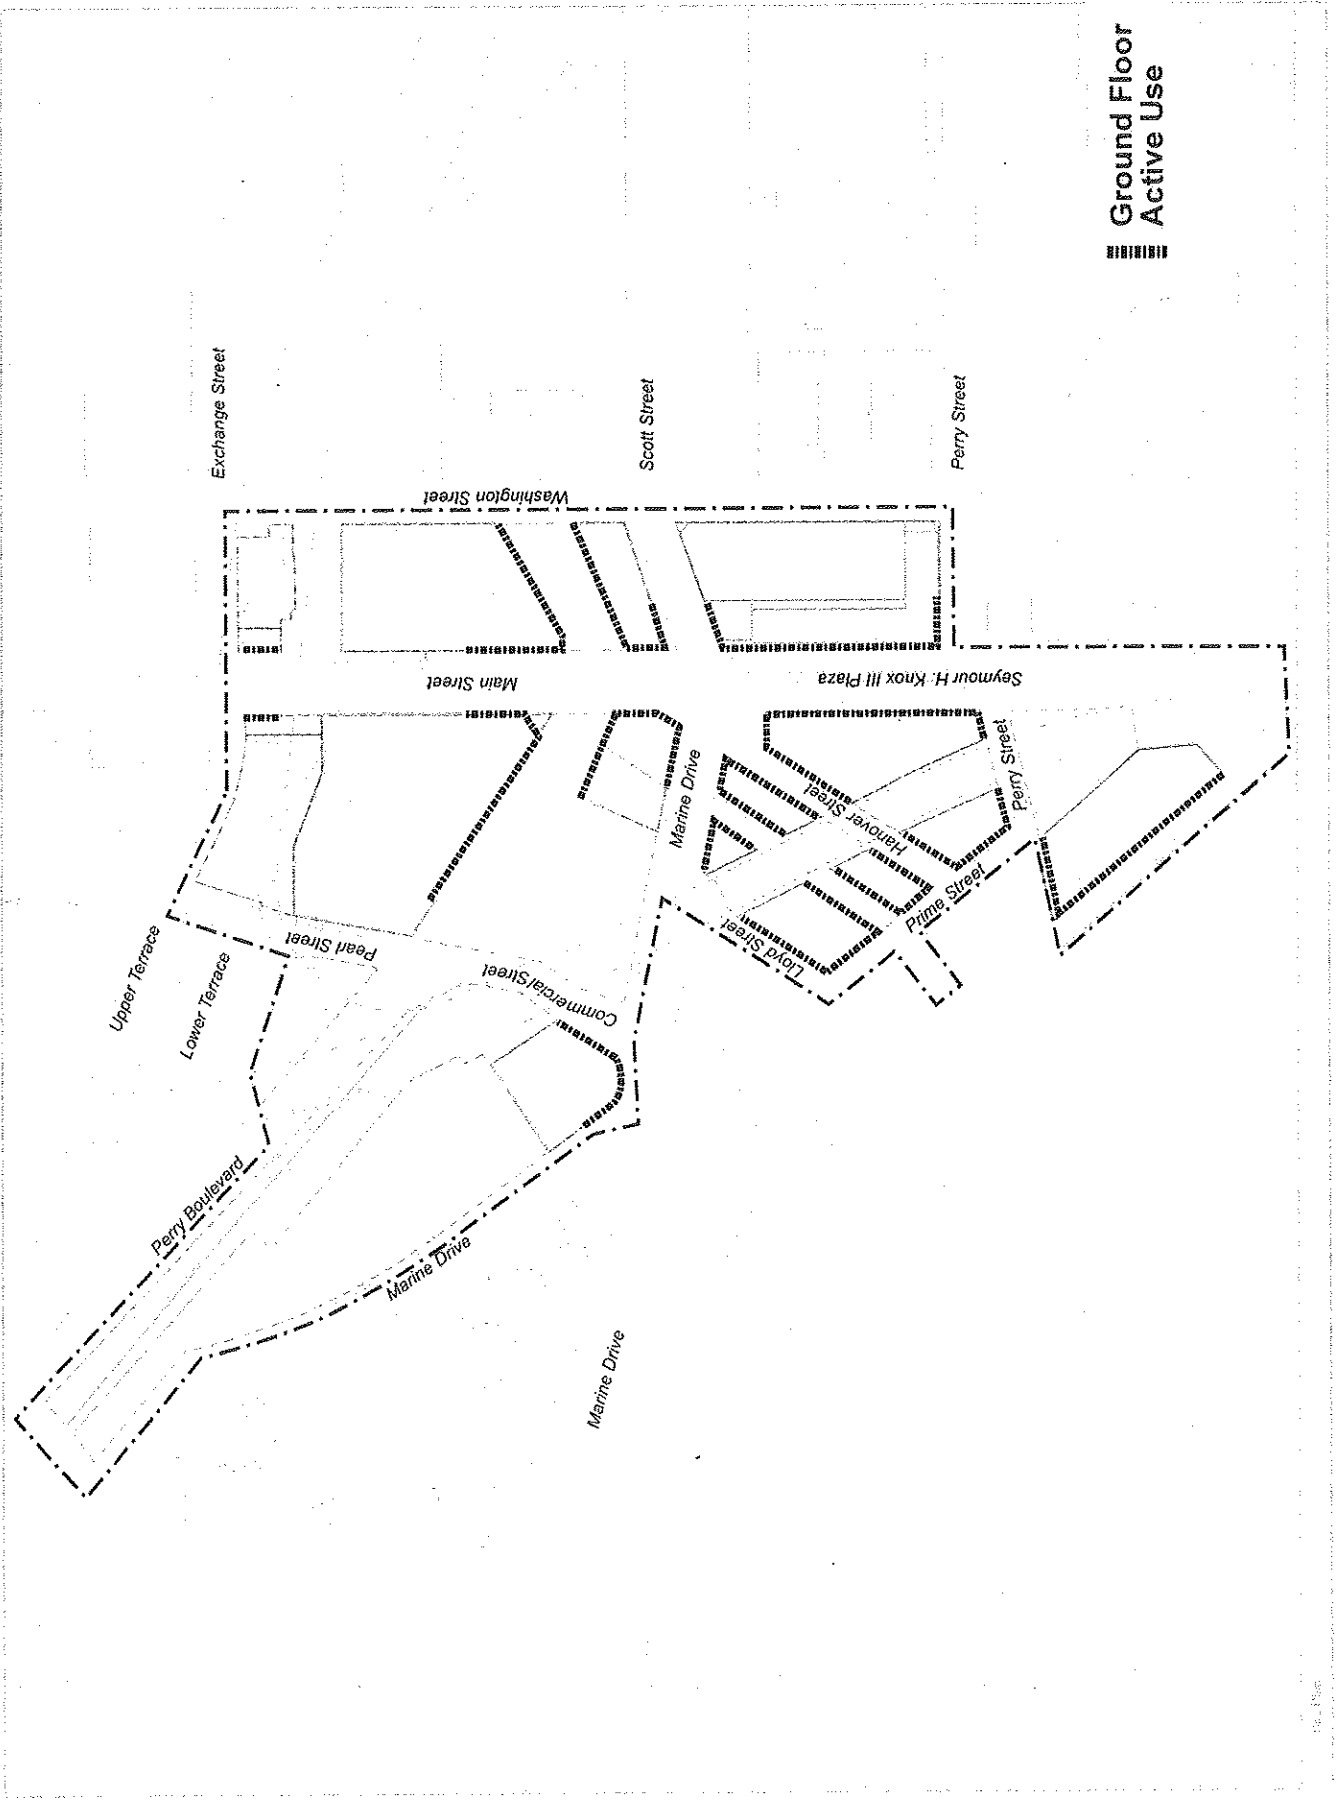 Ground Floor
Active Use
Exchange Street
Scott Street
Perry Street
Washington Street
Main Street
Seymour H. Knox III Plaza
Marine Drive
Hanover Street
Perry Street
Prime Street
Lloyd Street
Upper Terrace
Lower Terrace
Pearl Street
Commercial Street
Perry Boulevard
Marine Drive
Marine Drive